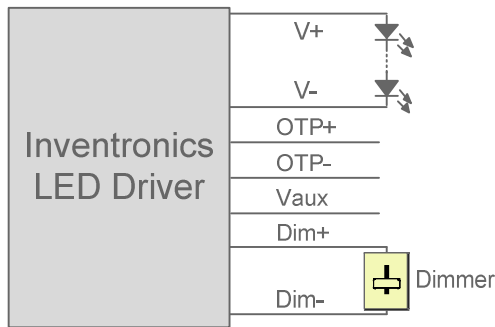 Inventronics
LED Driver
V+
V-
OTP+
OTP-
Vaux
Dim+
Dim-
Dimmer